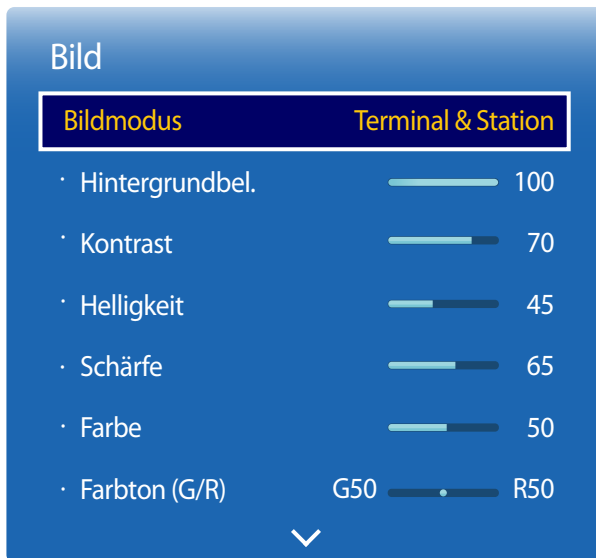 Bild
Bildmodus Terminal & Station
· Hintergrundbel. 100
· Kontrast 70
· Helligkeit 45
· Schärfe 65
· Farbe 50
· Farbton (G/R) G50 R50